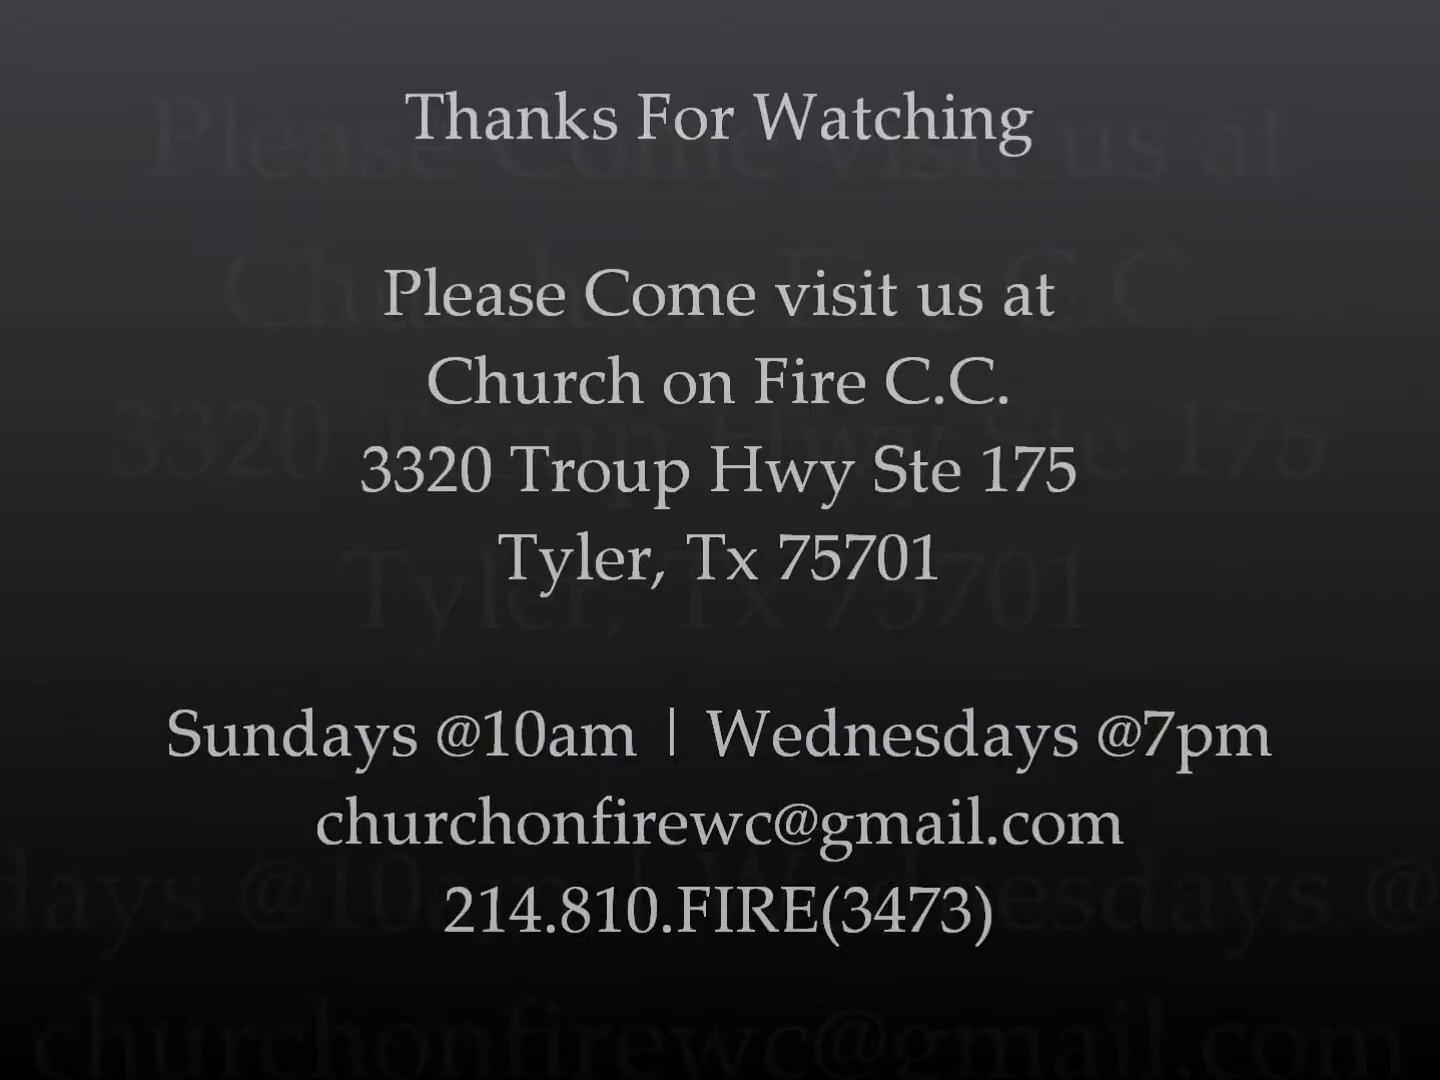 Thanks For Watching
Please Come visit us at
Church on Fire C.C.
3320 Troup Hwy Ste 175
Tyler, Tx 75701
Sundays @10am | Wednesdays @7pm
churchonfirewc@gmail.com
214.810.FIRE(3473)